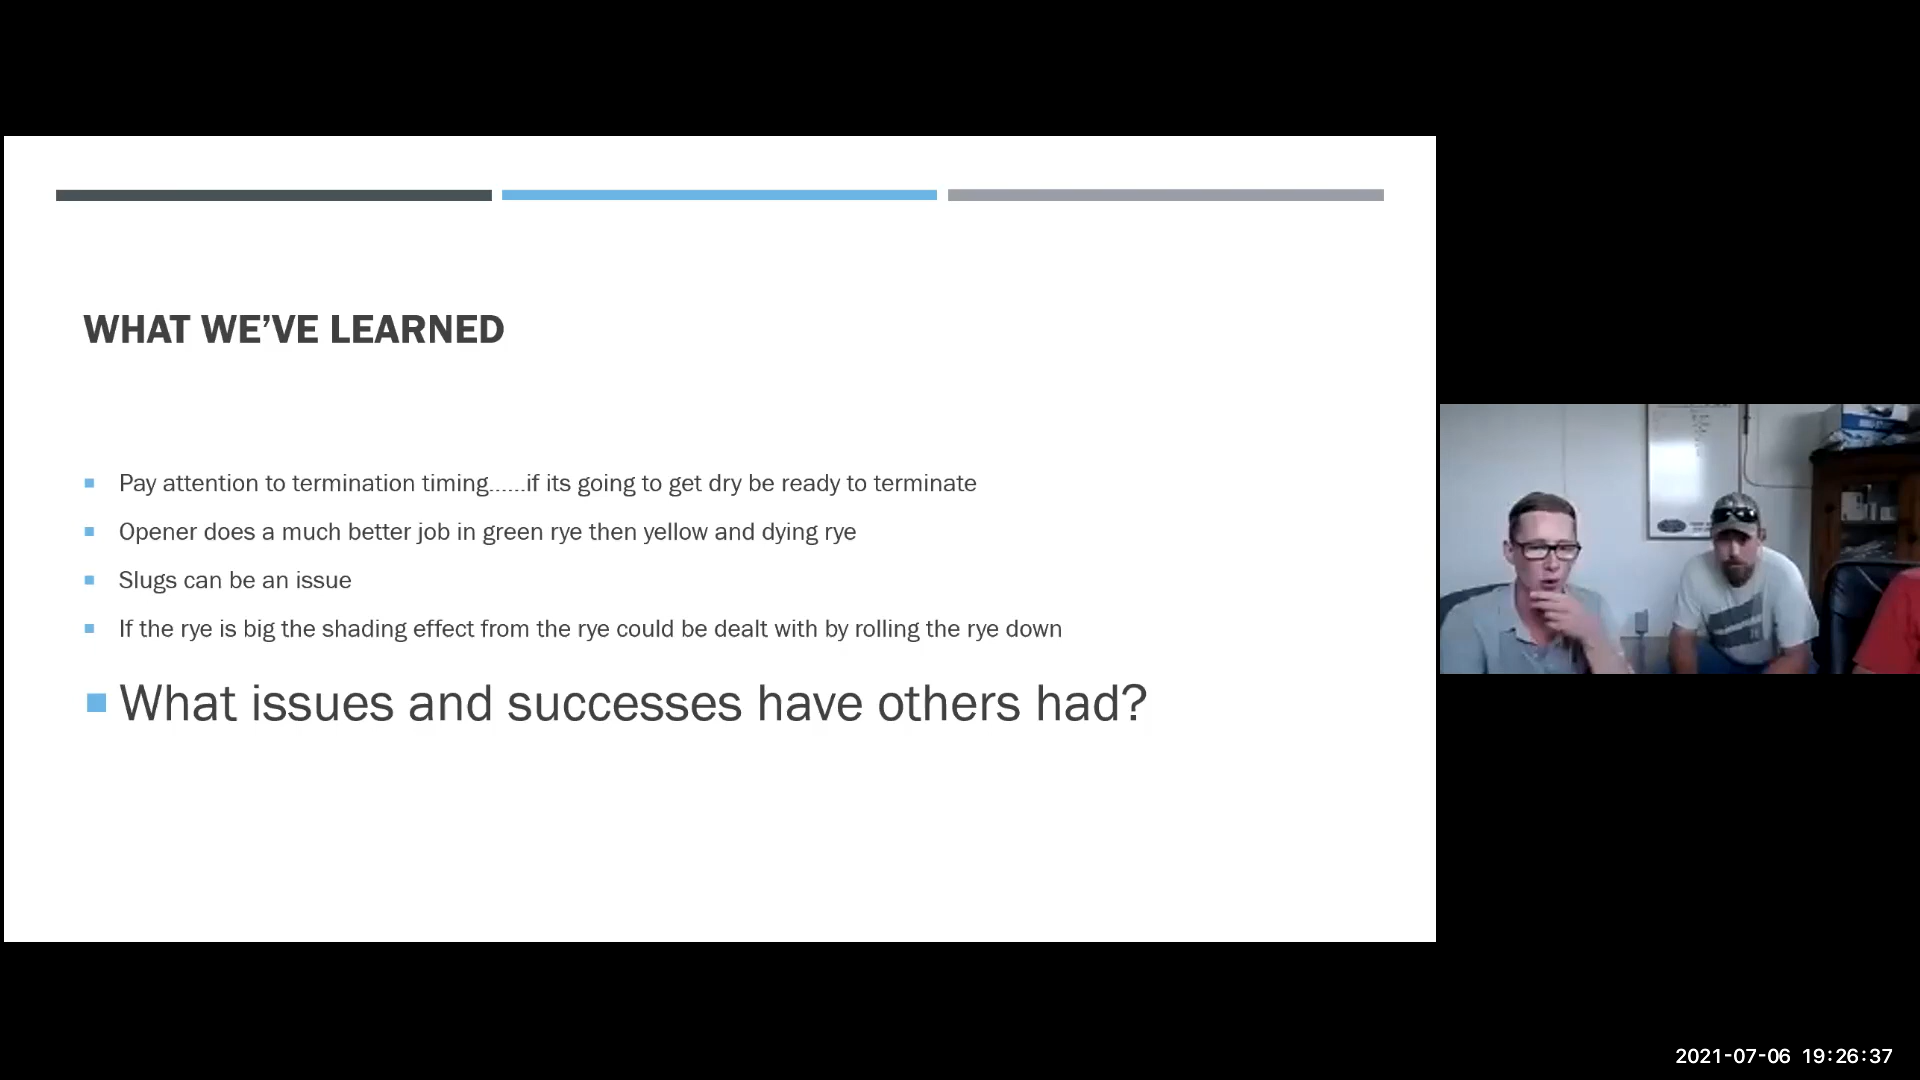 WHAT WE'VE LEARNED
Pay attention to termination timing......if its going to get dry be ready to terminate
Opener does a much better job in green rye then yellow and dying rye
Slugs can be an issue
If the rye is big the shading effect from the rye could be dealt with by rolling the rye down
What issues and successes have others had?
2021-07-06 19:26:37